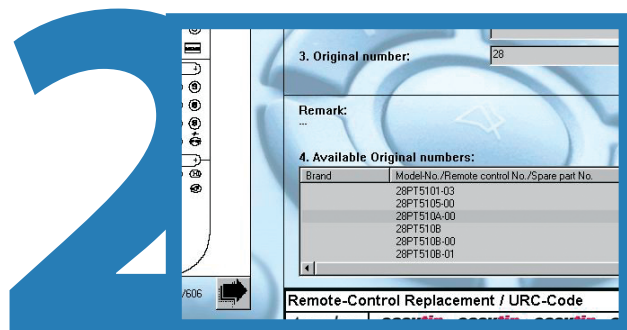 2
3. Original number:
28
Remark:
---
4. Available Original numbers:
Brand Model-No./Remote control No./Spare part No.
28PT5101-03
28PT5105-00
28PT510A-00
28PT510B
28PT510B-00
28PT510B-01
/606
Remote-Control Replacement / URC-Code